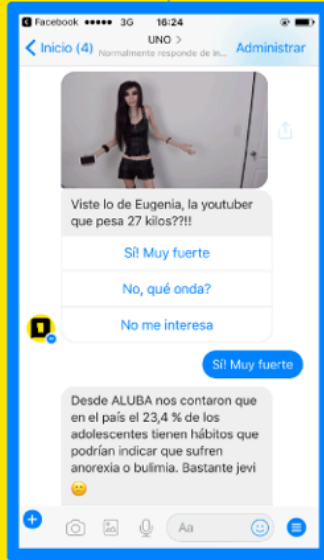 Facebook 3G 16:24
Inicio (4) UNO > Administrar
Normalmente responde de in...
Viste lo de Eugenia, la youtuber
que pesa 27 kilos??!!
Sí! Muy fuerte
No, qué onda?
No me interesa
Sí! Muy fuerte
Desde ALUBA nos contaron que
en el país el 23,4 % de los
adolescentes tienen hábitos que
podrían indicar que sufren
anorexia o bulimia. Bastante jevi
😑
Aa